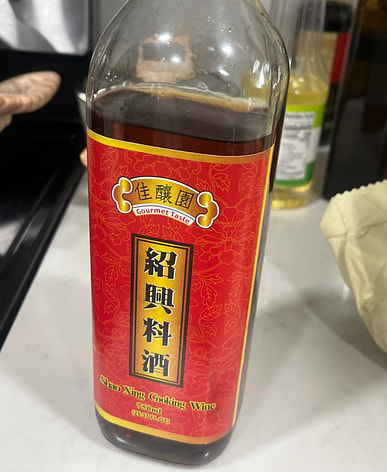 佳釀園
Gourmet Taste
紹興料酒
Shao Xing Cooking Wine
750ml